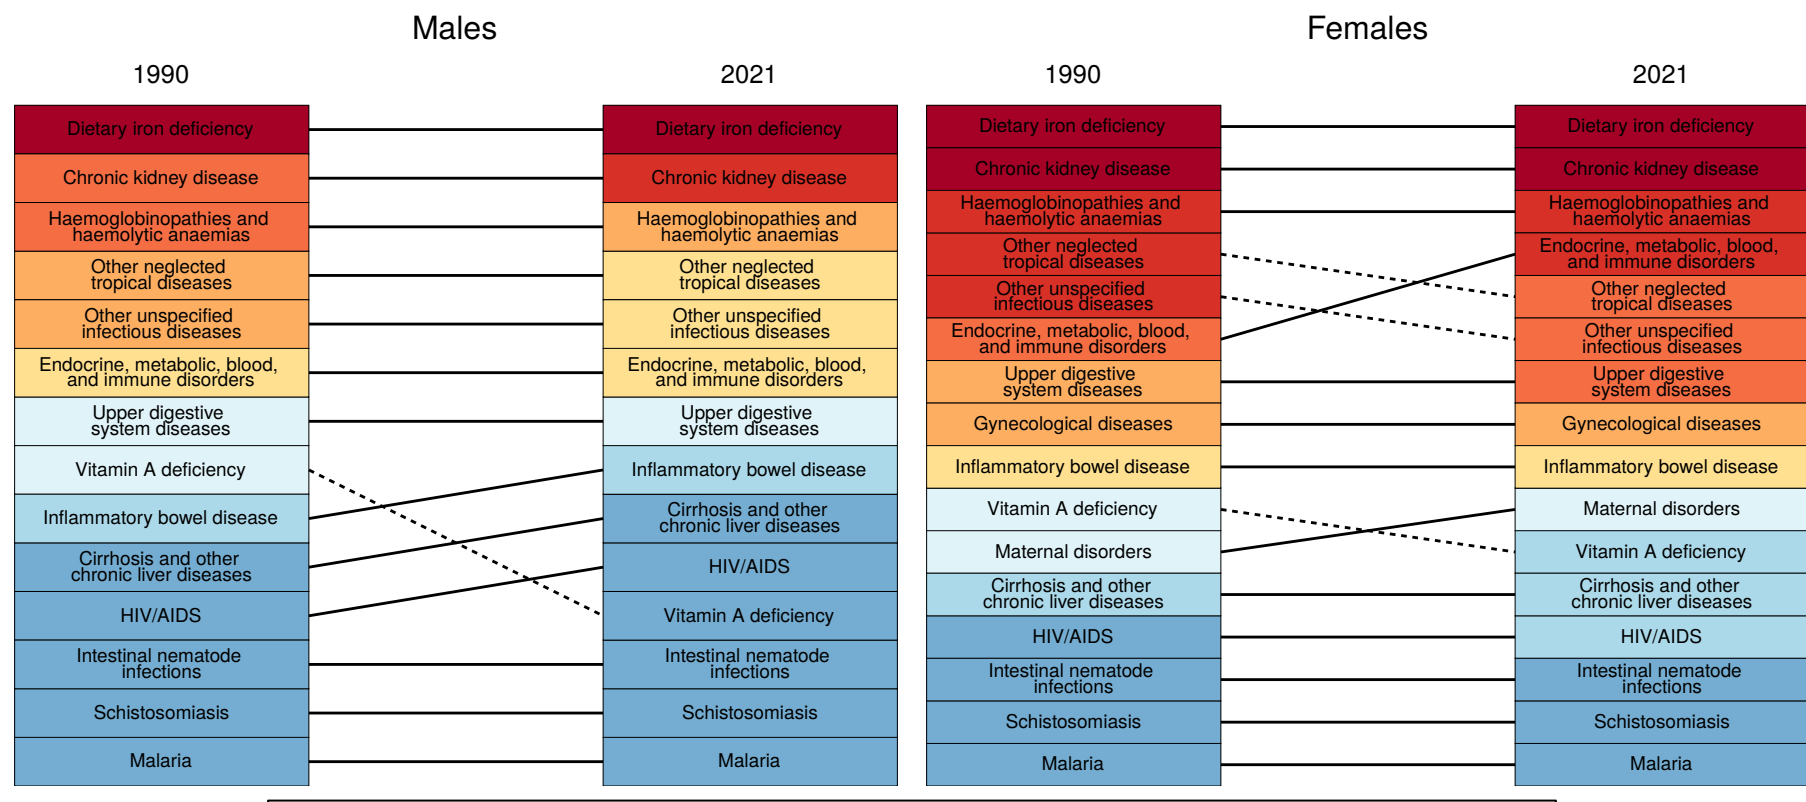 Males
1990
2021
Dietary iron deficiency
Chronic kidney disease
Haemoglobinopathies and
haemolytic anaemias
Other neglected
tropical diseases
Other unspecified
infectious diseases
Endocrine, metabolic, blood,
and immune disorders
Upper digestive
system diseases
Vitamin A deficiency
Inflammatory bowel disease
Cirrhosis and other
chronic liver diseases
HIV/AIDS
Intestinal nematode
infections
Schistosomiasis
Malaria
Dietary iron deficiency
Chronic kidney disease
Haemoglobinopathies and
haemolytic anaemias
Other neglected
tropical diseases
Other unspecified
infectious diseases
Endocrine, metabolic, blood,
and immune disorders
Upper digestive
system diseases
Inflammatory bowel disease
Cirrhosis and other
chronic liver diseases
HIV/AIDS
Vitamin A deficiency
Intestinal nematode
infections
Schistosomiasis
Malaria
Females
1990
2021
Dietary iron deficiency
Chronic kidney disease
Haemoglobinopathies and
haemolytic anaemias
Other neglected
tropical diseases
Other unspecified
infectious diseases
Endocrine, metabolic, blood,
and immune disorders
Upper digestive
system diseases
Gynecological diseases
Inflammatory bowel disease
Vitamin A deficiency
Maternal disorders
Cirrhosis and other
chronic liver diseases
HIV/AIDS
Intestinal nematode
infections
Schistosomiasis
Malaria
Dietary iron deficiency
Chronic kidney disease
Haemoglobinopathies and
haemolytic anaemias
Endocrine, metabolic, blood,
and immune disorders
Other neglected
tropical diseases
Other unspecified
infectious diseases
Upper digestive
system diseases
Gynecological diseases
Inflammatory bowel disease
Maternal disorders
Vitamin A deficiency
Cirrhosis and other
chronic liver diseases
HIV/AIDS
Intestinal nematode
infections
Schistosomiasis
Malaria